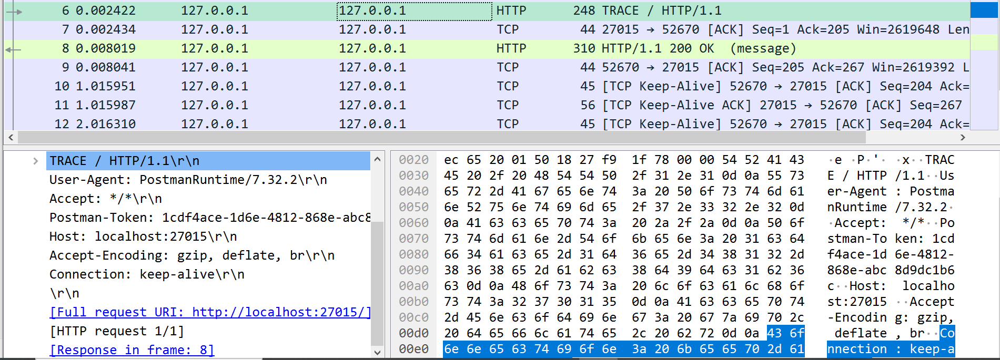 6 0.002422 127.0.0.1 127.0.0.1 HTTP 248 TRACE / HTTP/1.1
7 0.002434 127.0.0.1 127.0.0.1 TCP 44 27015 → 52670 [ACK] Seq=1 Ack=205 Win=2619648 Len
8 0.008019 127.0.0.1 127.0.0.1 HTTP 310 HTTP/1.1 200 OK (message)
9 0.008041 127.0.0.1 127.0.0.1 TCP 44 52670 → 27015 [ACK] Seq=205 Ack=267 Win=2619392 L
10 1.015951 127.0.0.1 127.0.0.1 TCP 45 [TCP Keep-Alive] 52670 → 27015 [ACK] Seq=204 Ack=
11 1.015987 127.0.0.1 127.0.0.1 TCP 56 [TCP Keep-Alive ACK] 27015 → 52670 [ACK] Seq=267
12 2.016310 127.0.0.1 127.0.0.1 TCP 45 [TCP Keep-Alive] 52670 → 27015 [ACK] Seq=204 Ack=
TRACE / HTTP/1.1\r\n
User-Agent: PostmanRuntime/7.32.2\r\n
Accept: */*\r\n
Postman-Token: 1cdf4ace-1d6e-4812-868e-abc8
Host: localhost:27015\r\n
Accept-Encoding: gzip, deflate, br\r\n
Connection: keep-alive\r\n
\r\n
[Full request URI: http://localhost:27015/]
[HTTP request 1/1]
[Response in frame: 8]
0020 ec 65 20 01 50 18 27 f9 1f 78 00 00 54 52 41 43 ·e ·P·'· ·x··TRAC
0030 45 20 2f 20 48 54 54 50 2f 31 2e 31 0d 0a 55 73 E / HTTP /1.1··Us
0040 65 72 2d 41 67 65 6e 74 3a 20 50 6f 73 74 6d 61 er-Agent : Postma
0050 6e 52 75 6e 74 69 6d 65 2f 37 2e 33 32 2e 32 0d nRuntime /7.32.2·
0060 0a 41 63 63 65 70 74 3a 20 2a 2f 2a 0d 0a 50 6f ·Accept: */*··Po
0070 73 74 6d 61 6e 2d 54 6f 6b 65 6e 3a 20 31 63 64 stman-To ken: 1cd
0080 66 34 61 63 65 2d 31 64 36 65 2d 34 38 31 32 2d f4ace-1d 6e-4812-
0090 38 36 38 65 2d 61 62 63 38 64 39 64 63 31 62 36 868e-abc 8d9dc1b6
00a0 63 0d 0a 48 6f 73 74 3a 20 6c 6f 63 61 6c 68 6f c··Host: localho
00b0 73 74 3a 32 37 30 31 35 0d 0a 41 63 63 65 70 74 st:27015 ··Accept
00c0 2d 45 6e 63 6f 64 69 6e 67 3a 20 67 7a 69 70 2c -Encodin g: gzip,
00d0 20 64 65 66 6c 61 74 65 2c 20 62 72 0d 0a 43 6f deflate , br··Co
00e0 6e 6e 65 63 74 69 6f 6e 3a 20 6b 65 65 70 2d 61 nnection : keep-a